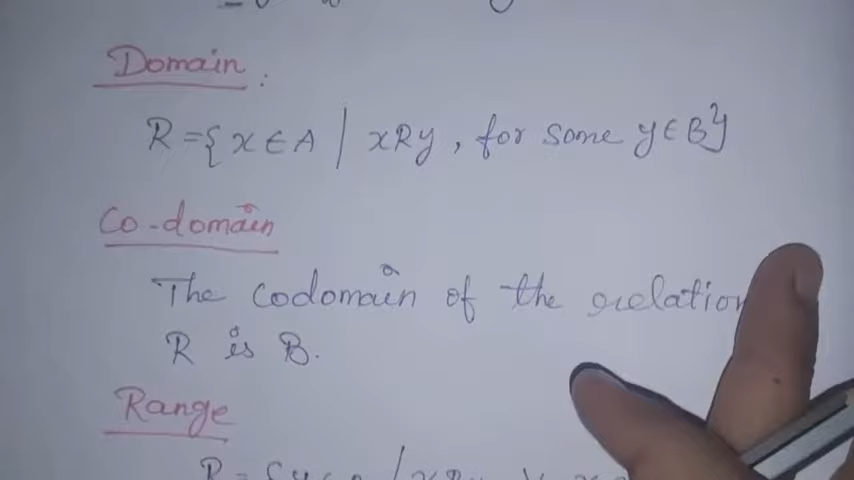 Domain :
R = { x ∈ A | xRy , for some y ∈ B }
Co-domain
The codomain of the relation
R is B.
Range